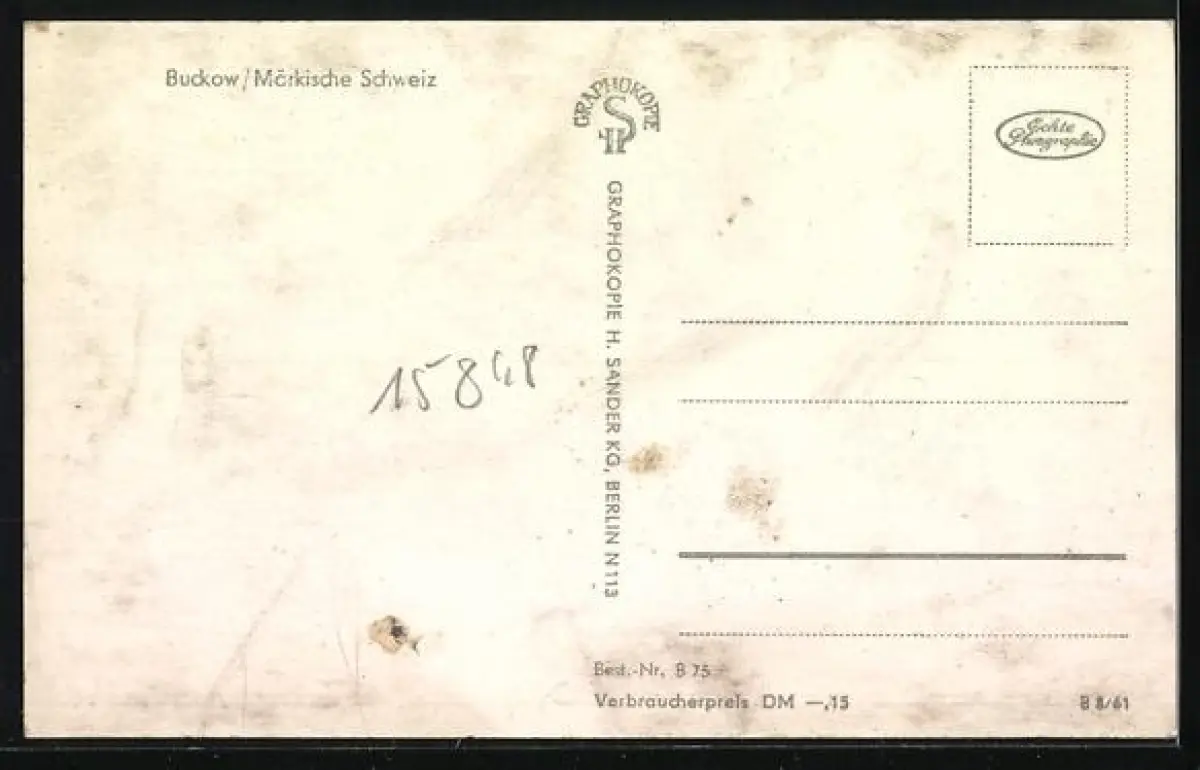 Buckow/Märkische Schweiz
GRAPHOKOPIE
SH
Echte
Photographie
GRAPHOKOPIE H. SANDER KG, BERLIN N 113
Best.-Nr. B 75
Verbraucherpreis DM —,15
B 8/61